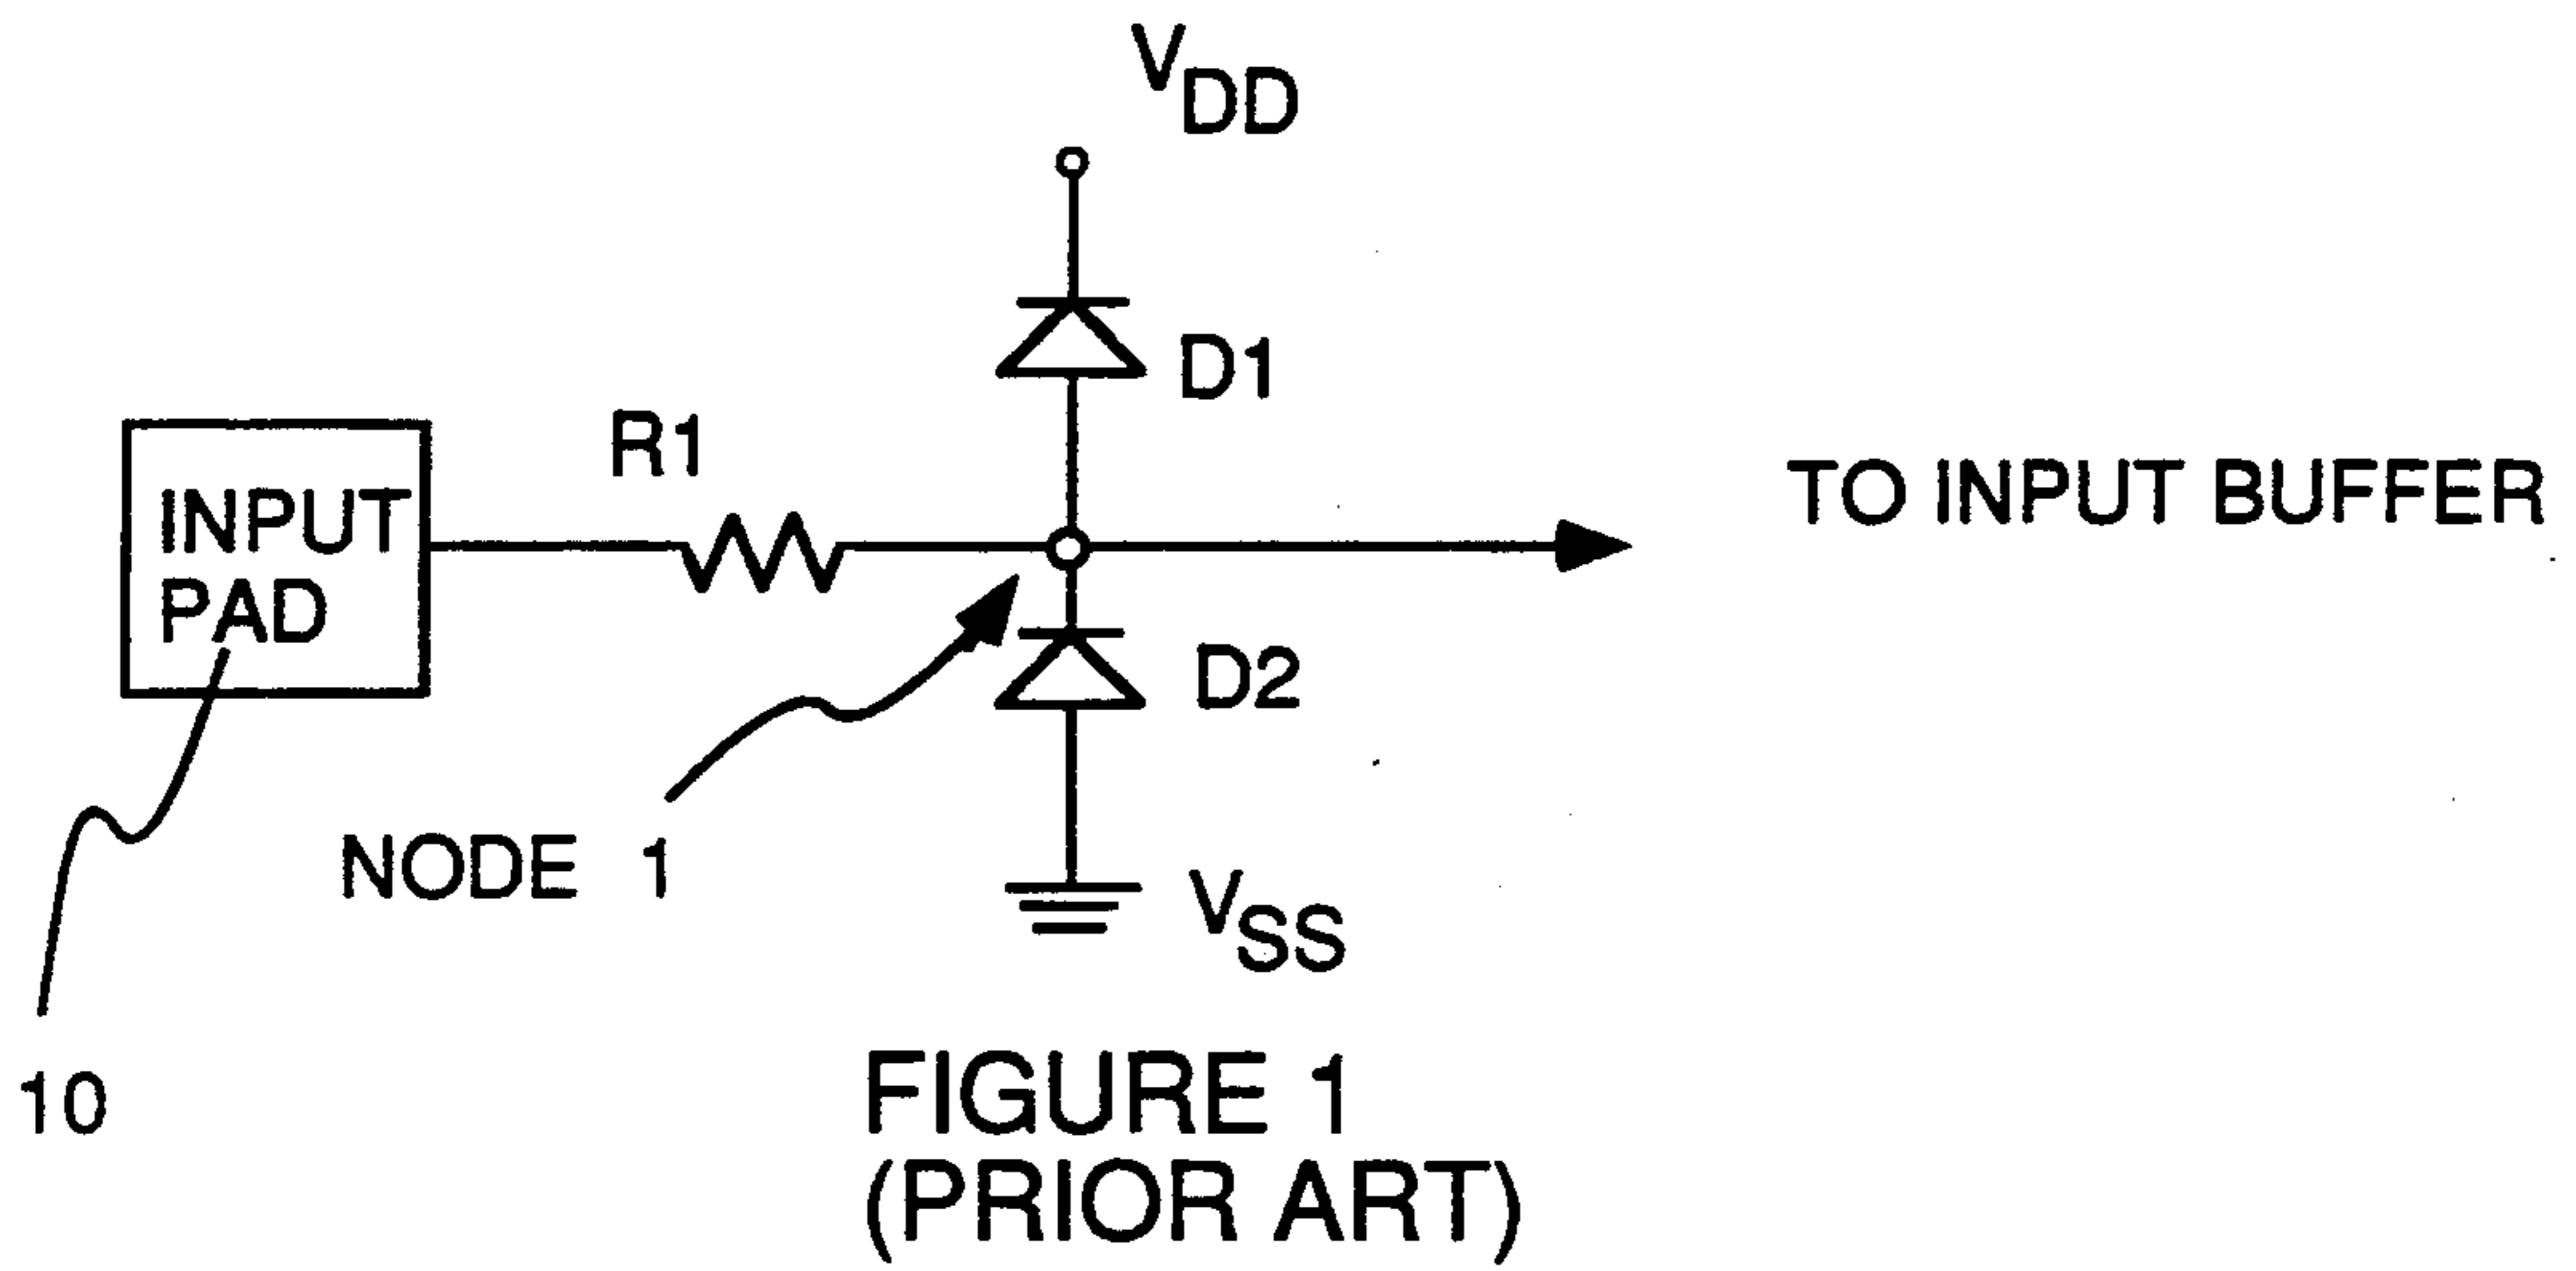 VDD
D1
R1
INPUT
PAD
TO INPUT BUFFER
D2
NODE 1
VSS
10
FIGURE 1
(PRIOR ART)